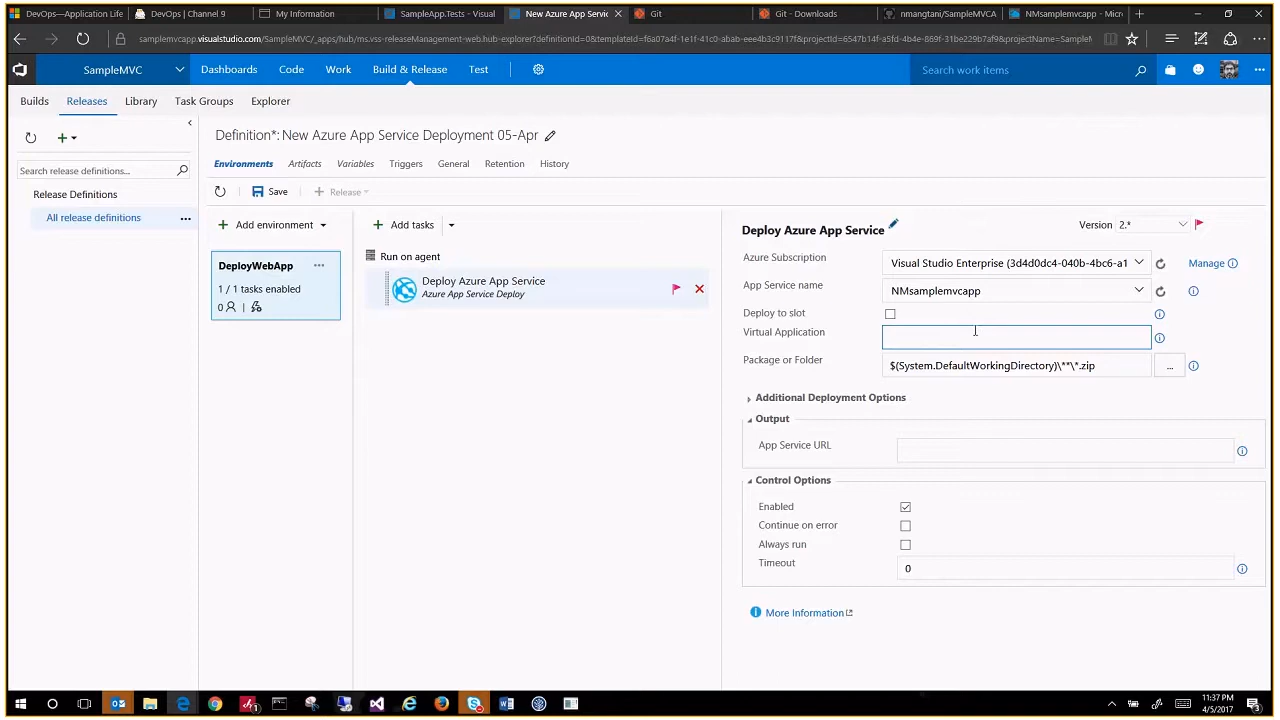 DevOps—Application Life
DevOps | Channel 9
My Information
SampleApp.Tests - Visual
New Azure App Servic
Git
Git - Downloads
nmangtani/SampleMVCA
NMsamplemvcapp - Micro
SampleMVC
Dashboards
Code
Work
Build & Release
Test
Search work items
Builds
Releases
Library
Task Groups
Explorer
Definition*: New Azure App Service Deployment 05-Apr
Search release definitions...
Environments
Artifacts
Variables
Triggers
General
Retention
History
Release Definitions
Save
Release
All release definitions
Add environment
Add tasks
Deploy Azure App Service
Version 2.*
DeployWebApp
1 / 1 tasks enabled
0
Run on agent
Deploy Azure App Service
Azure App Service Deploy
Azure Subscription
Visual Studio Enterprise (3d4d0dc4-040b-4bc6-a1
Manage
App Service name
NMsamplemvcapp
Deploy to slot
Virtual Application
Package or Folder
$(System.DefaultWorkingDirectory)\**\*.zip
...
Additional Deployment Options
Output
App Service URL
Control Options
Enabled
Continue on error
Always run
Timeout
0
More Information
11:37 PM
4/5/2017